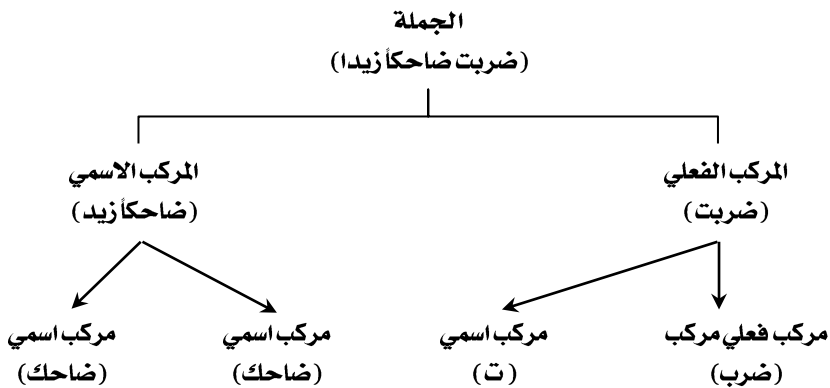 الجملة
(ضربت ضاحكاً زيدا)
المركب الفعلي
(ضربت)
المركب الاسمي
(ضاحكاً زيد)
مركب فعلي مركب
(ضرب)
مركب اسمي
(ت)
مركب اسمي
(ضاحك)
مركب اسمي
(ضاحك)